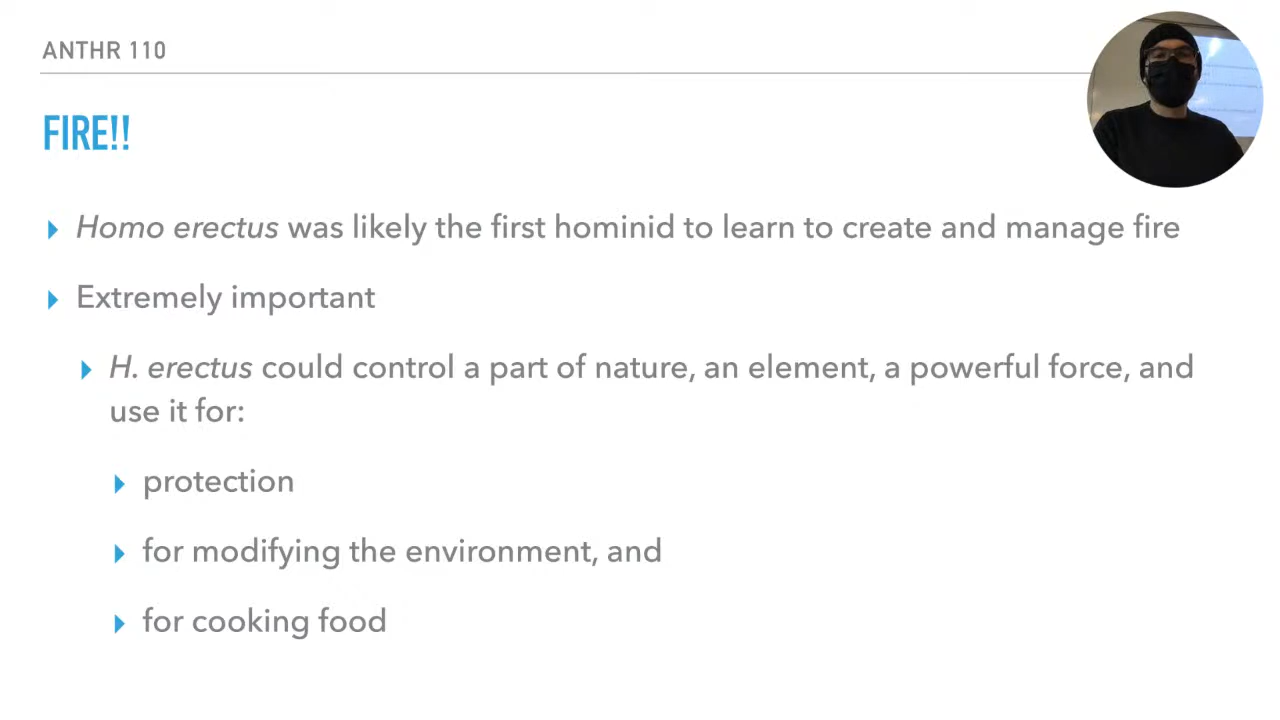 ANTHR 110
FIRE!!
Homo erectus was likely the first hominid to learn to create and manage fire
Extremely important
H. erectus could control a part of nature, an element, a powerful force, and
use it for:
protection
for modifying the environment, and
for cooking food